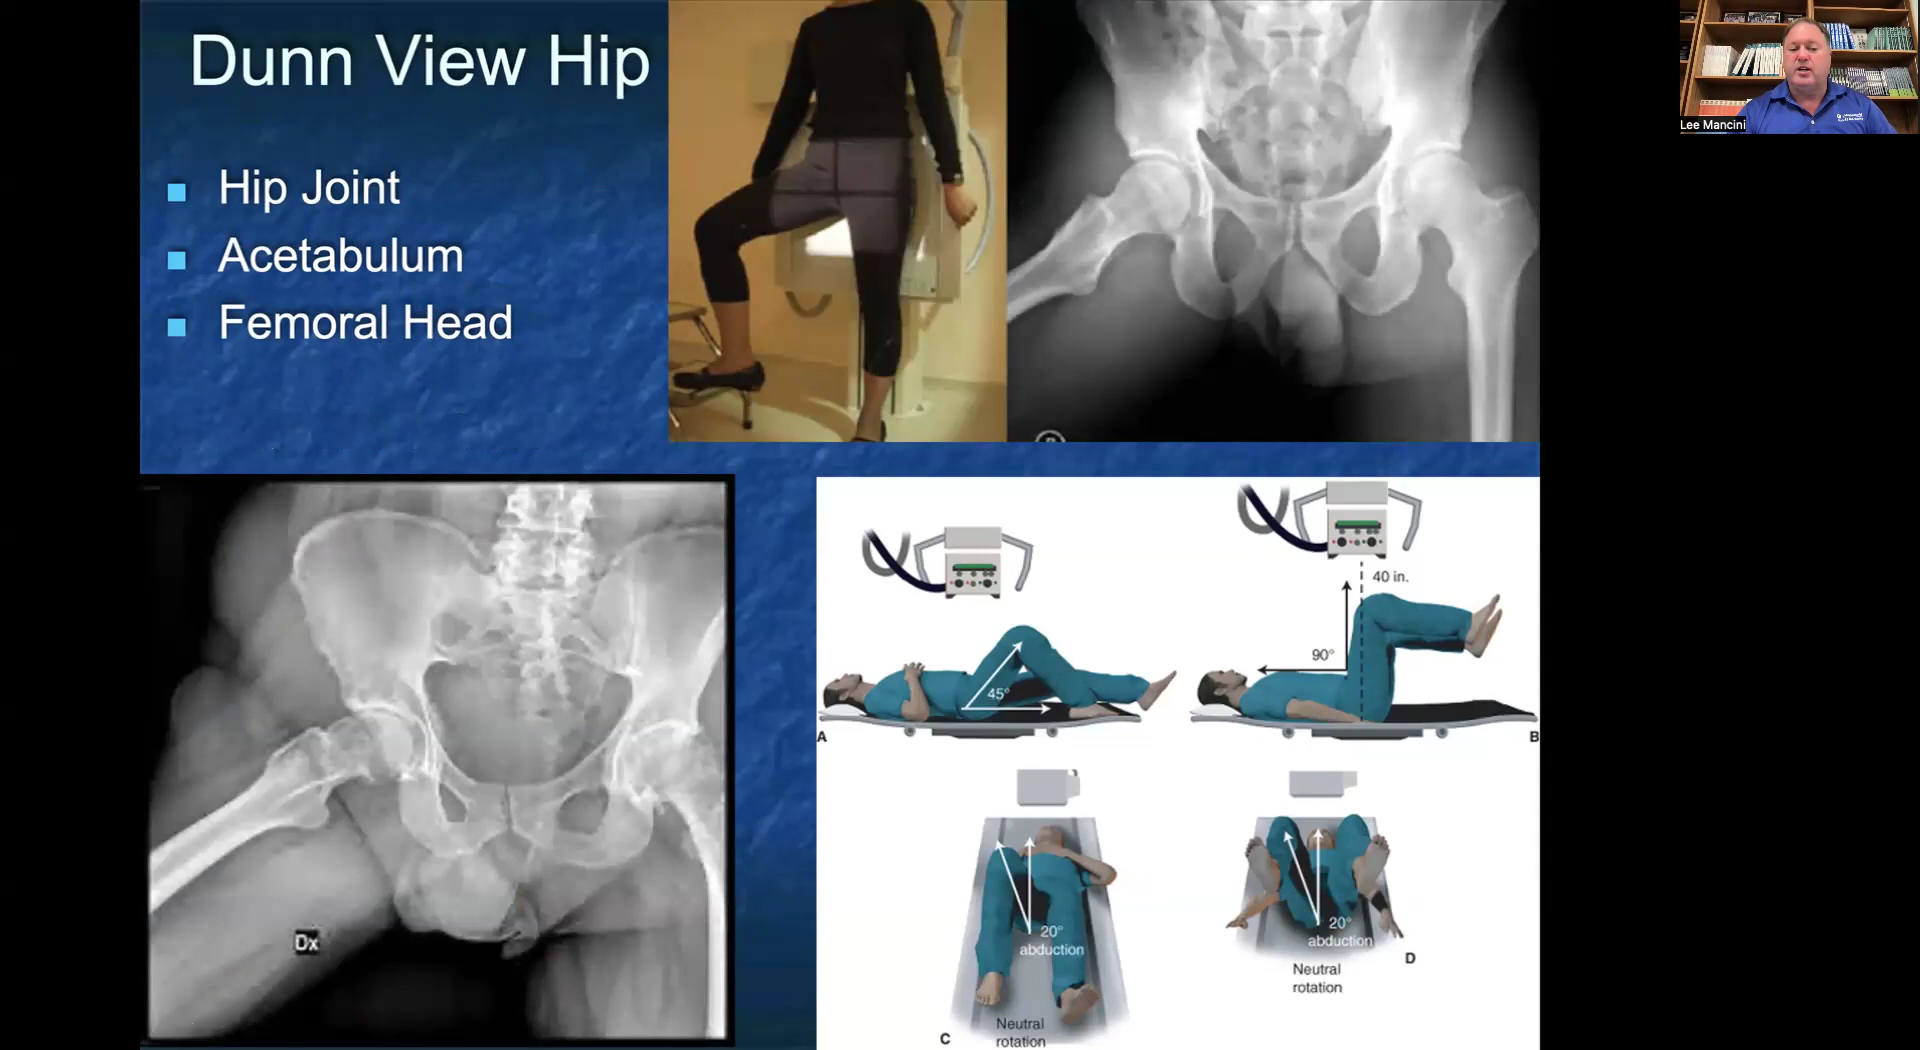 Dunn View Hip
Hip Joint
Acetabulum
Femoral Head
Lee Mancini
Dx
40 in.
90°
45°
A
B
20°
abduction
Neutral
rotation
C
20°
abduction
Neutral
rotation
D